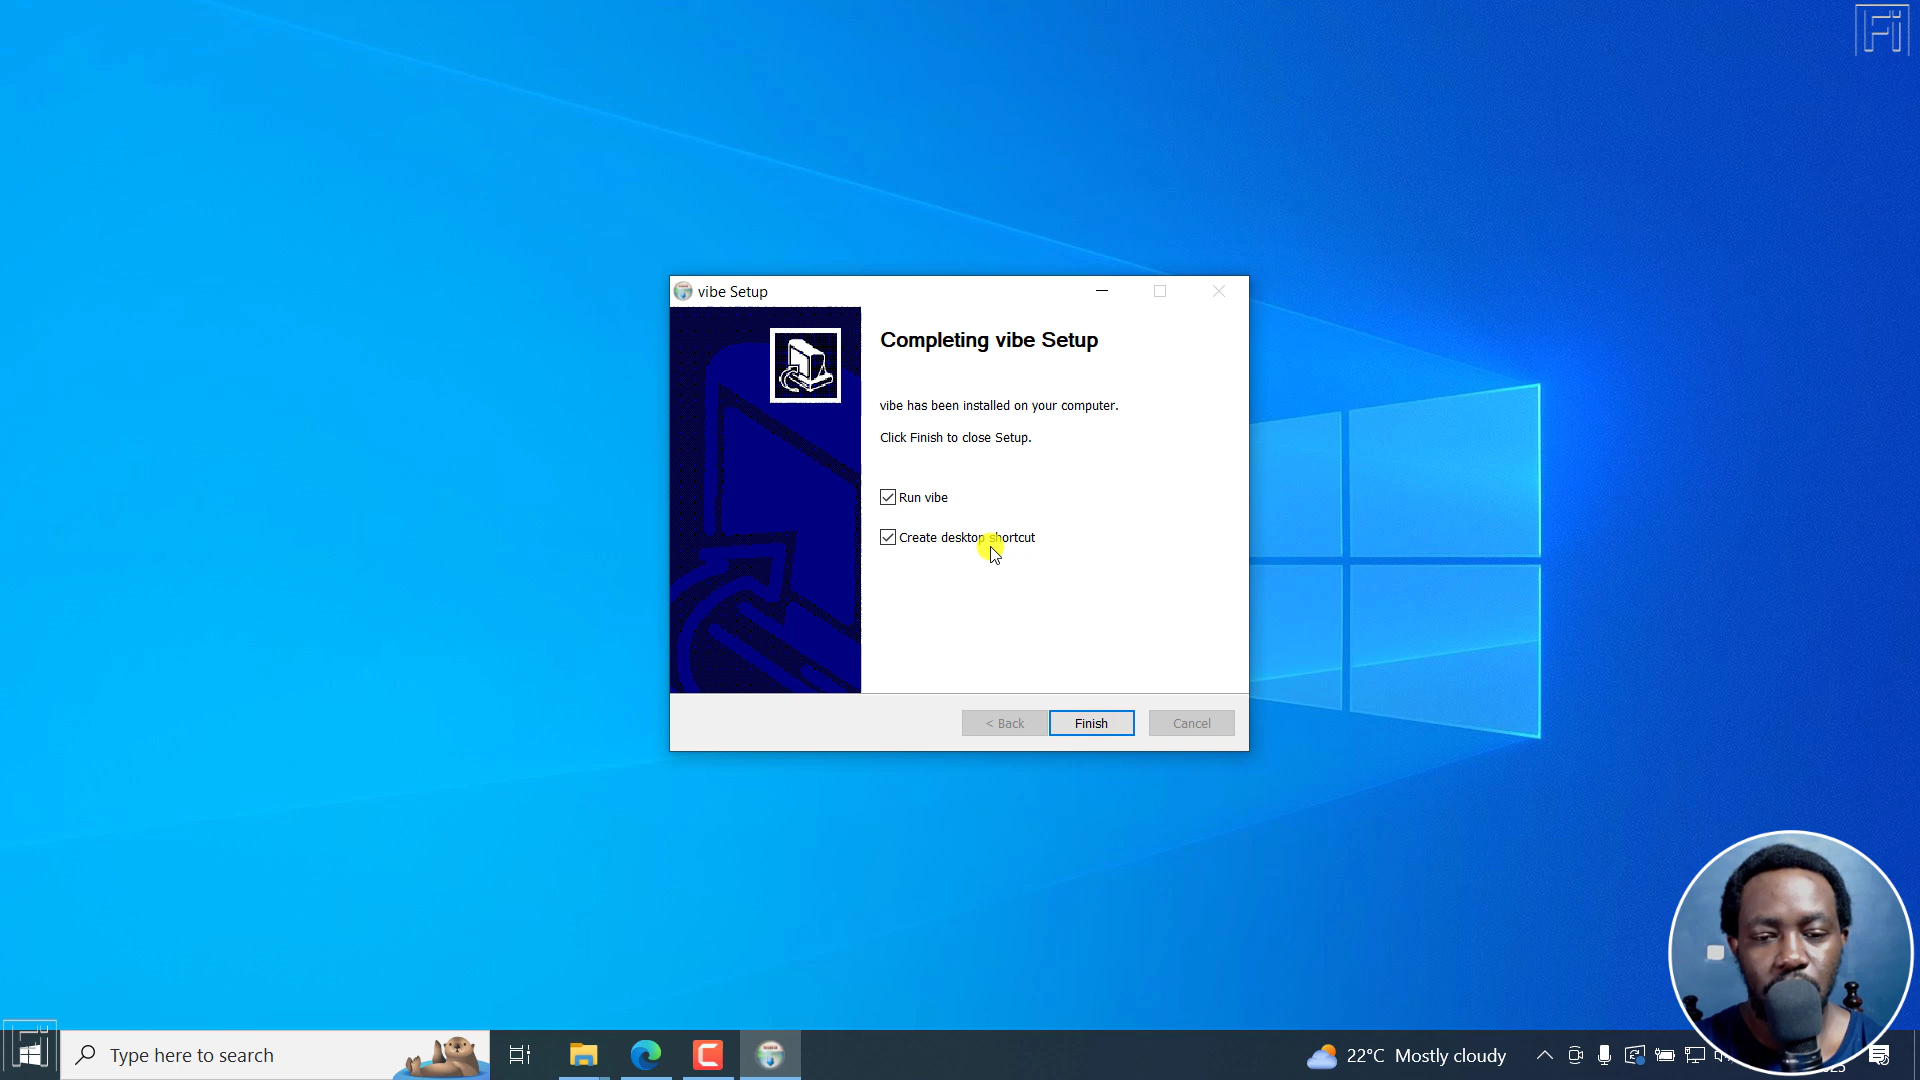 Fi
vibe Setup
Completing vibe Setup
vibe has been installed on your computer.
Click Finish to close Setup.
Run vibe
Create desktop shortcut
< Back
Finish
Cancel
Type here to search
22°C Mostly cloudy